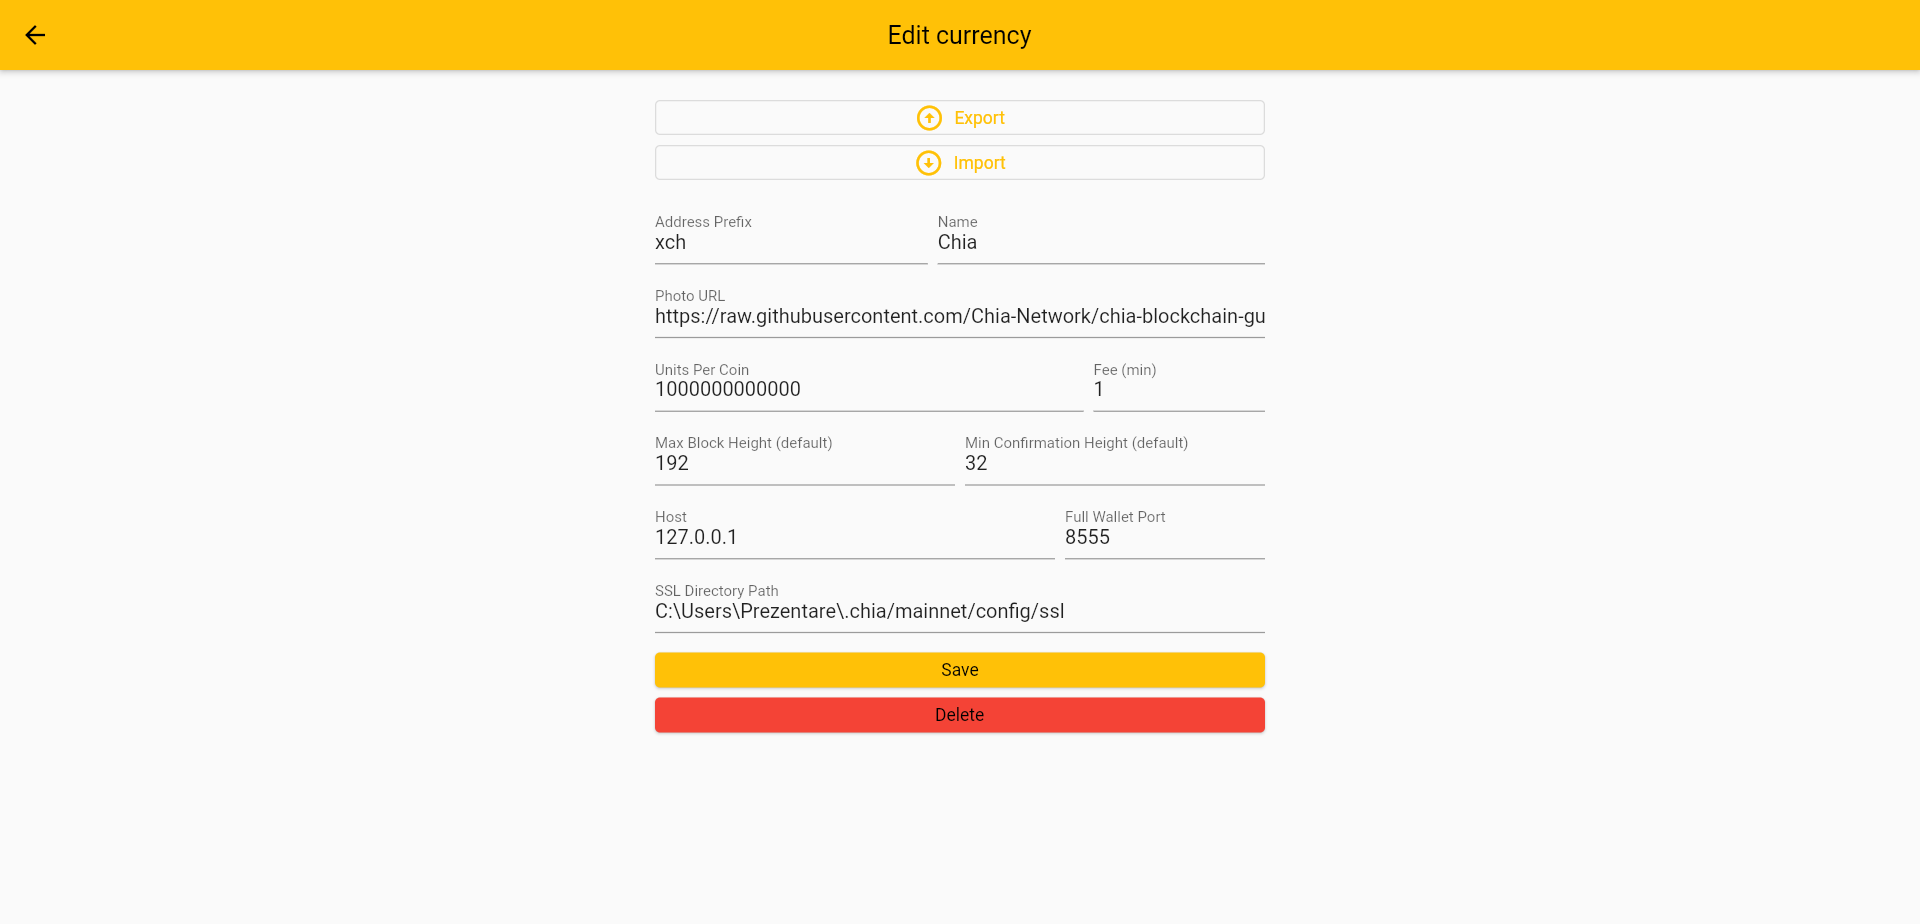 Edit currency
Export
Import
Address Prefix Name
xch Chia
Photo URL
https://raw.githubusercontent.com/Chia-Network/chia-blockchain-gu
Units Per Coin Fee (min)
1000000000000 1
Max Block Height (default) Min Confirmation Height (default)
192 32
Host Full Wallet Port
127.0.0.1 8555
SSL Directory Path
C:\Users\Prezentare\.chia/mainnet/config/ssl
Save
Delete